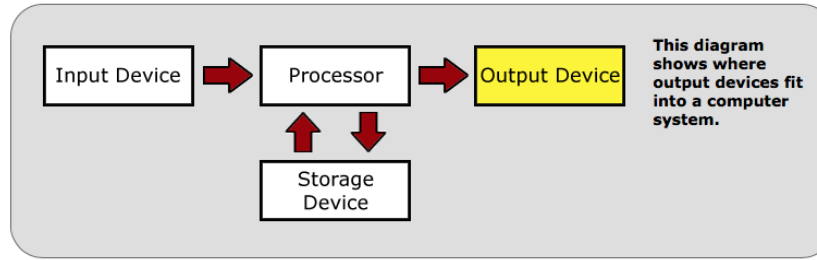 Input Device
Processor
Output Device
This diagram
shows where
output devices fit
into a computer
system.
Storage
Device